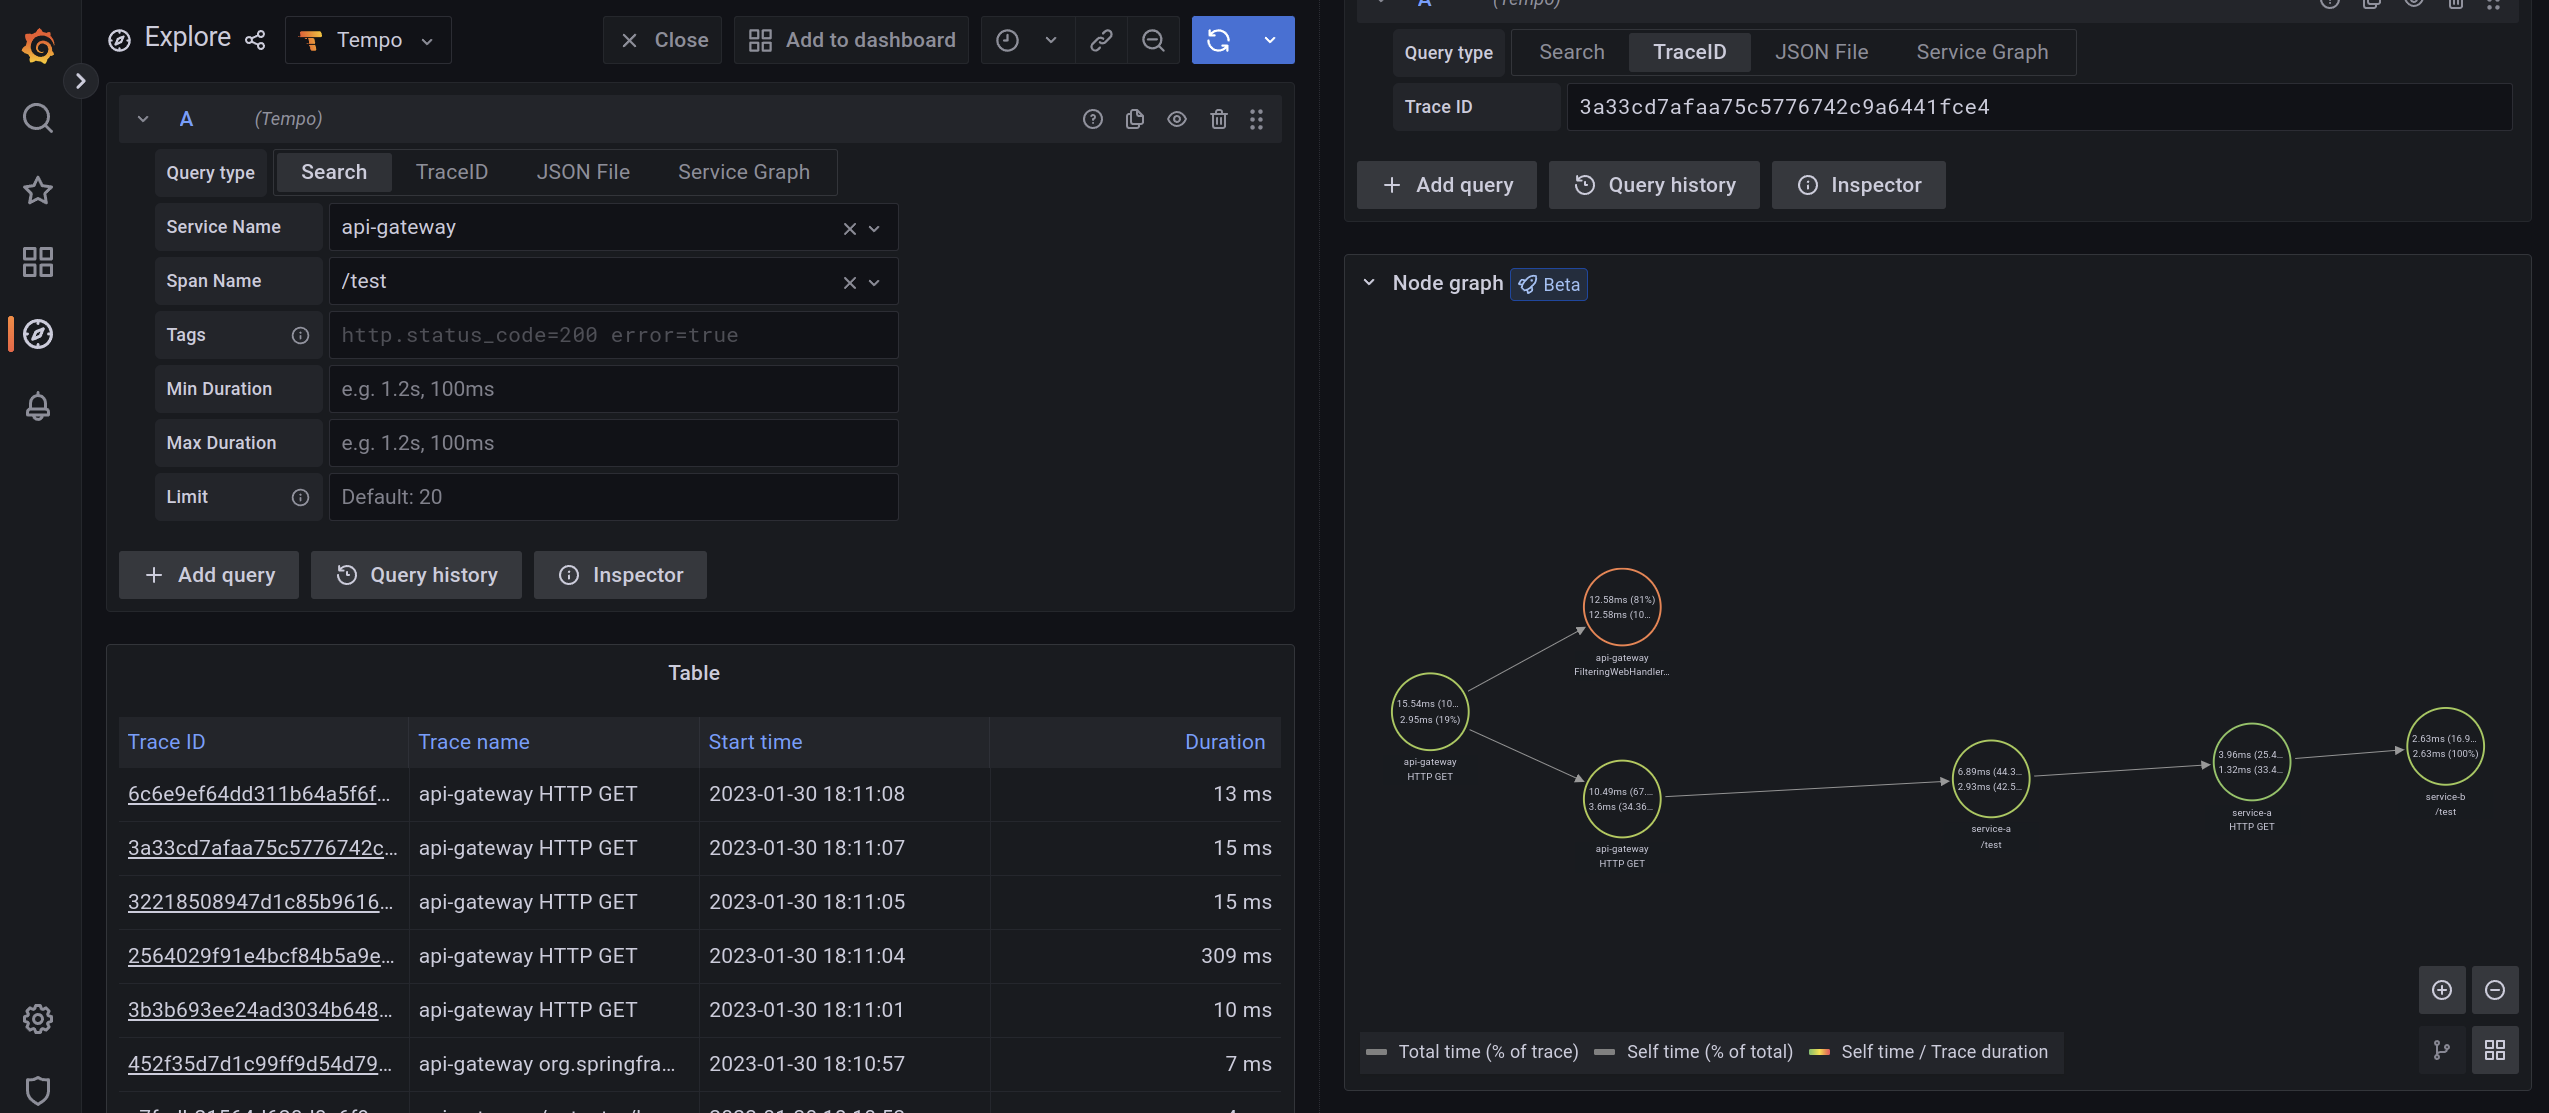 Explore
Tempo
Close
Add to dashboard
A
(Tempo)
Query type
Search
TraceID
JSON File
Service Graph
Service Name
api-gateway
Span Name
/test
Tags
http.status_code=200 error=true
Min Duration
e.g. 1.2s, 100ms
Max Duration
e.g. 1.2s, 100ms
Limit
Default: 20
Add query
Query history
Inspector
Table
Trace ID
Trace name
Start time
Duration
6c6e9ef64dd311b64a5f6f...
api-gateway HTTP GET
2023-01-30 18:11:08
13 ms
3a33cd7afaa75c5776742c...
api-gateway HTTP GET
2023-01-30 18:11:07
15 ms
32218508947d1c85b9616...
api-gateway HTTP GET
2023-01-30 18:11:05
15 ms
2564029f91e4bcf84b5a9e...
api-gateway HTTP GET
2023-01-30 18:11:04
309 ms
3b3b693ee24ad3034b648...
api-gateway HTTP GET
2023-01-30 18:11:01
10 ms
452f35d7d1c99ff9d54d79...
api-gateway org.springfra...
2023-01-30 18:10:57
7 ms
A
(Tempo)
Query type
Search
TraceID
JSON File
Service Graph
Trace ID
3a33cd7afaa75c5776742c9a6441fce4
Add query
Query history
Inspector
Node graph
Beta
12.58ms (81%)
12.58ms (10...
api-gateway
FilteringWebHandler...
15.54ms (10...
2.95ms (19%)
api-gateway
HTTP GET
10.49ms (67....
3.6ms (34.36...
api-gateway
HTTP GET
6.89ms (44.3...
2.93ms (42.5...
service-a
/test
3.96ms (25.4...
1.32ms (33.4...
service-a
HTTP GET
2.63ms (16.9...
2.63ms (100%)
service-b
/test
Total time (% of trace)
Self time (% of total)
Self time / Trace duration